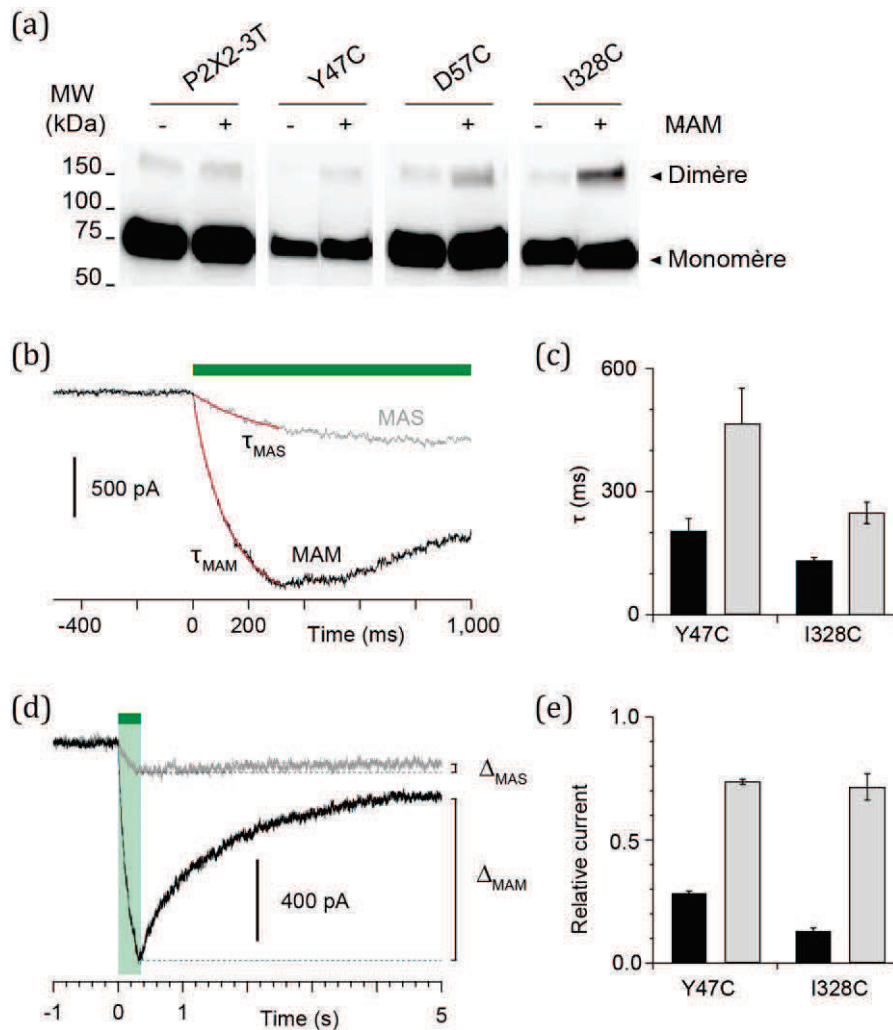 (a)
P2X2-3T Y47C D57C I328C
MW
(kDa) - + - + - + - + MAM
150 Dimère
100
75
Monomère
50
(b)
MAS
τMAS
500 pA
τMAM MAM
-400 0 200 1,000
Time (ms)
(c)
600
300
0
τ (ms)
Y47C I328C
(d)
ΔMAS
ΔMAM
400 pA
-1 0 1 5
Time (s)
(e)
1.0
0.5
0.0
Relative current
Y47C I328C